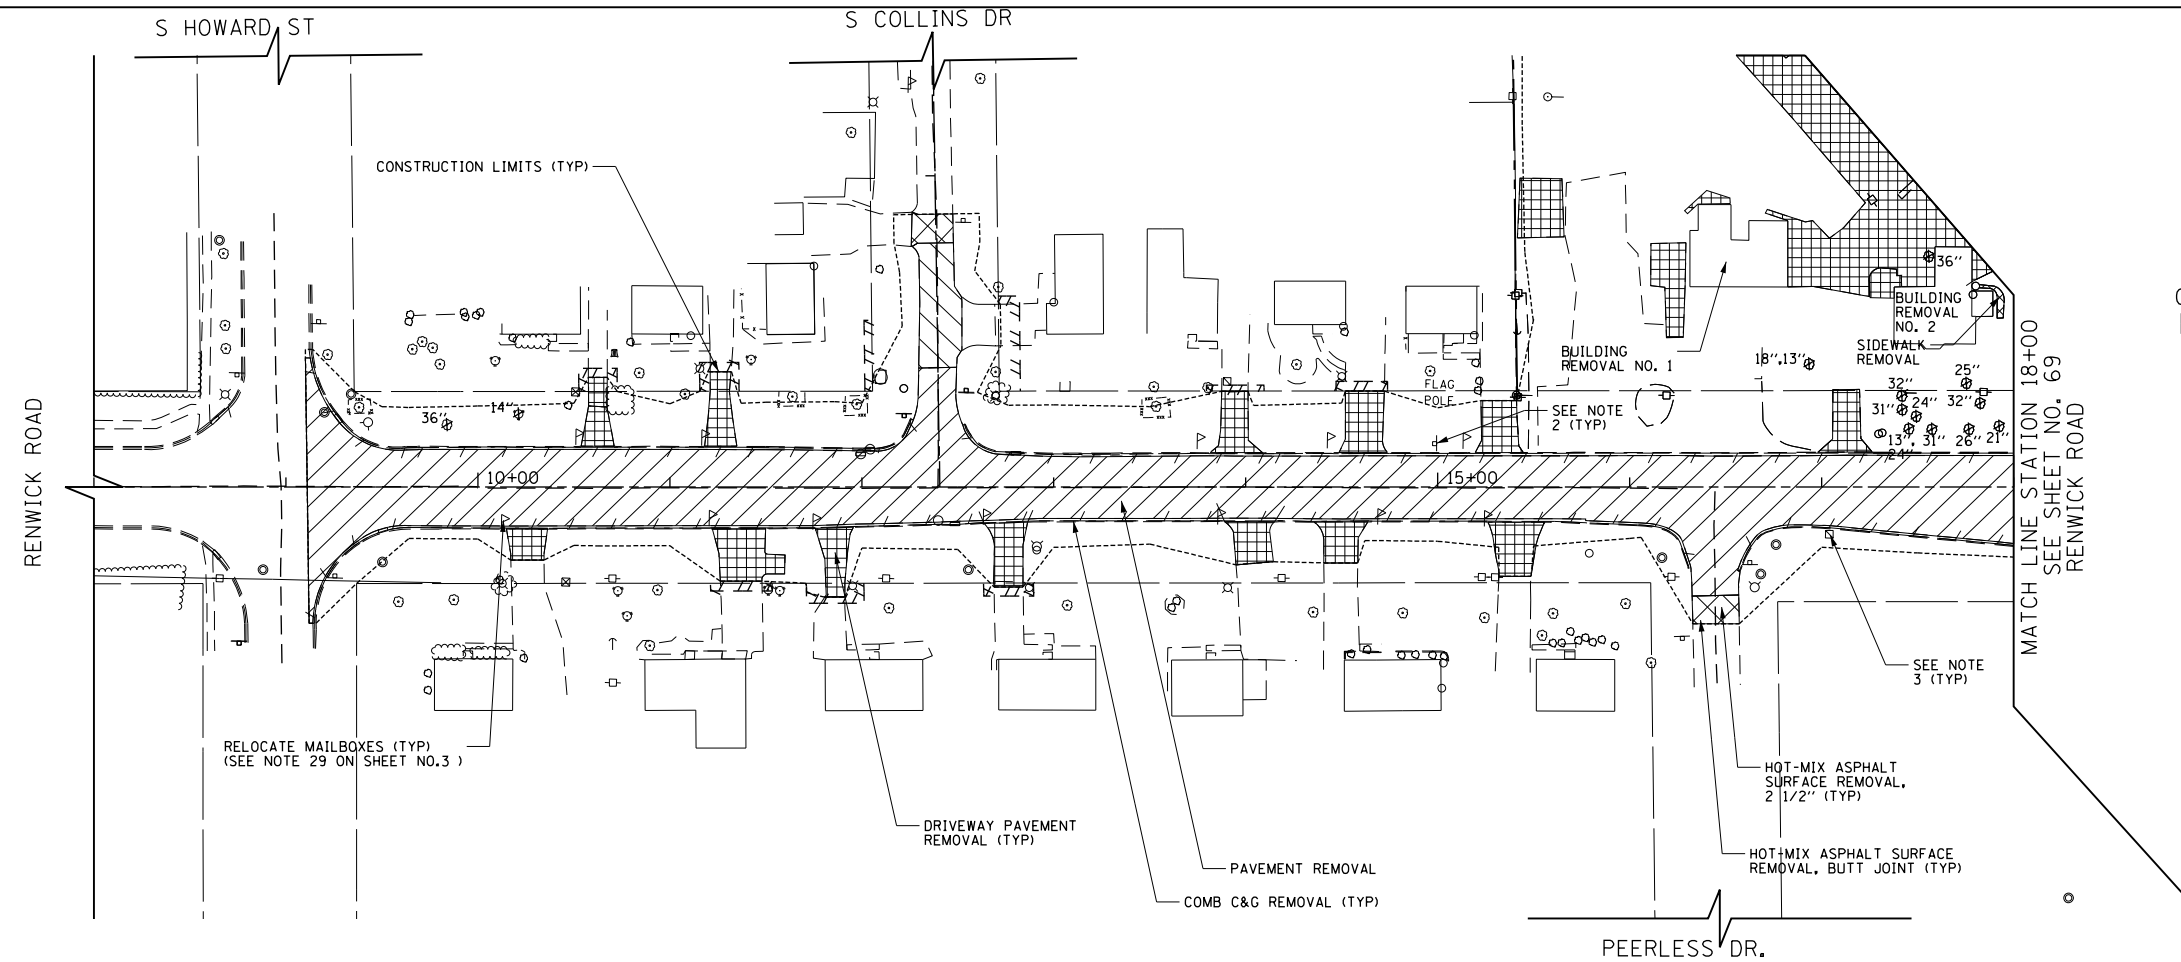 S HOWARD ST
S COLLINS DR
CONSTRUCTION LIMITS (TYP)
36"
BUILDING
REMOVAL
NO. 2
SIDEWALK
REMOVAL
BUILDING
REMOVAL NO. 1
18",13"
25"
32"
32"
24"
31"
13", 31" 26" 21"
24"
FLAG
POLE
SEE NOTE
2 (TYP)
36"
14"
10+00
15+00
RENWICK ROAD
MATCH LINE STATION 18+00
SEE SHEET NO. 69
RENWICK ROAD
SEE NOTE
3 (TYP)
RELOCATE MAILBOXES (TYP)
(SEE NOTE 29 ON SHEET NO.3 )
HOT-MIX ASPHALT
SURFACE REMOVAL,
2 1/2" (TYP)
DRIVEWAY PAVEMENT
REMOVAL (TYP)
HOT-MIX ASPHALT SURFACE
REMOVAL, BUTT JOINT (TYP)
PAVEMENT REMOVAL
COMB C&G REMOVAL (TYP)
PEERLESS DR.